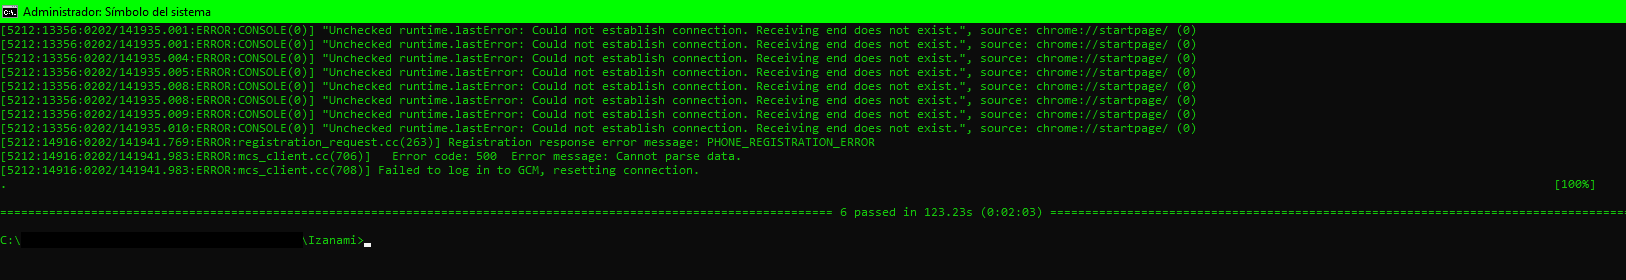 Administrador: Símbolo del sistema
[5212:13356:0202/141935.001:ERROR:CONSOLE(0)] "Unchecked runtime.lastError: Could not establish connection. Receiving end does not exist.", source: chrome://startpage/ (0)
[5212:13356:0202/141935.001:ERROR:CONSOLE(0)] "Unchecked runtime.lastError: Could not establish connection. Receiving end does not exist.", source: chrome://startpage/ (0)
[5212:13356:0202/141935.004:ERROR:CONSOLE(0)] "Unchecked runtime.lastError: Could not establish connection. Receiving end does not exist.", source: chrome://startpage/ (0)
[5212:13356:0202/141935.005:ERROR:CONSOLE(0)] "Unchecked runtime.lastError: Could not establish connection. Receiving end does not exist.", source: chrome://startpage/ (0)
[5212:13356:0202/141935.008:ERROR:CONSOLE(0)] "Unchecked runtime.lastError: Could not establish connection. Receiving end does not exist.", source: chrome://startpage/ (0)
[5212:13356:0202/141935.008:ERROR:CONSOLE(0)] "Unchecked runtime.lastError: Could not establish connection. Receiving end does not exist.", source: chrome://startpage/ (0)
[5212:13356:0202/141935.009:ERROR:CONSOLE(0)] "Unchecked runtime.lastError: Could not establish connection. Receiving end does not exist.", source: chrome://startpage/ (0)
[5212:13356:0202/141935.010:ERROR:CONSOLE(0)] "Unchecked runtime.lastError: Could not establish connection. Receiving end does not exist.", source: chrome://startpage/ (0)
[5212:14916:0202/141941.769:ERROR:registration_request.cc(263)] Registration response error message: PHONE_REGISTRATION_ERROR
[5212:14916:0202/141941.983:ERROR:mcs_client.cc(706)]   Error code: 500  Error message: Cannot parse data.
[5212:14916:0202/141941.983:ERROR:mcs_client.cc(708)] Failed to log in to GCM, resetting connection.
. [100%]
======================= 6 passed in 123.23s (0:02:03) =======================
C:\ \Izanami>